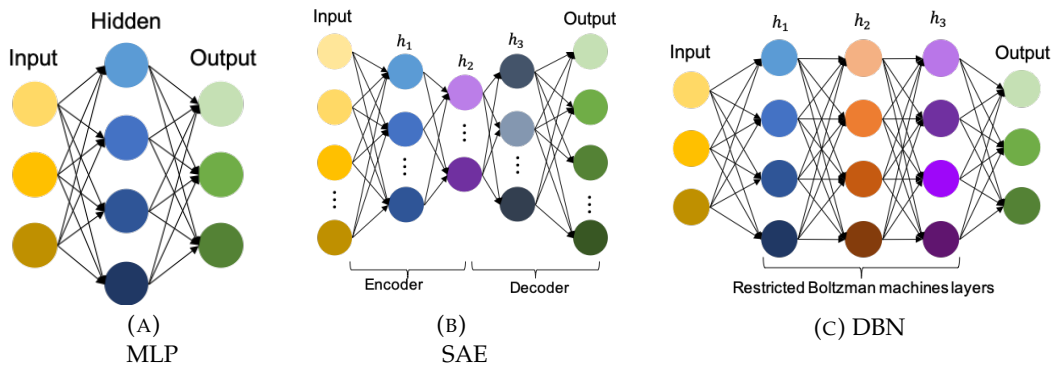 Hidden
Input
Output
(A)
MLP
Input
Output
h₁
h₂
h₃
Encoder
Decoder
(B)
SAE
h₁
h₂
h₃
Input
Output
Restricted Boltzman machines layers
(C) DBN